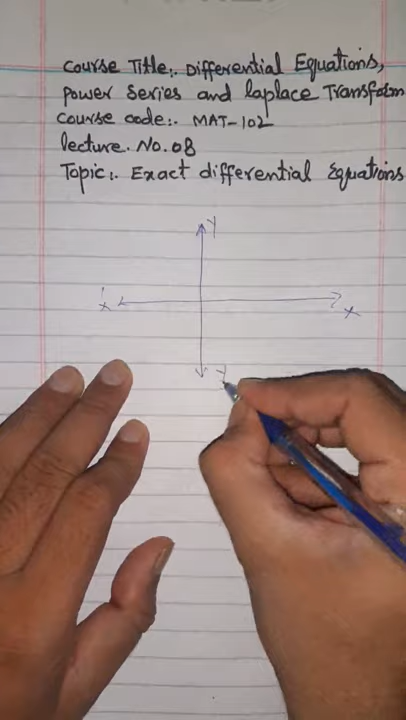 Course Title:. Differential Equations,
Power Series and Laplace Transform
Course code:. MAT-102
lecture. No. 08
Topic:. Exact differential Equations
y
x' x
y